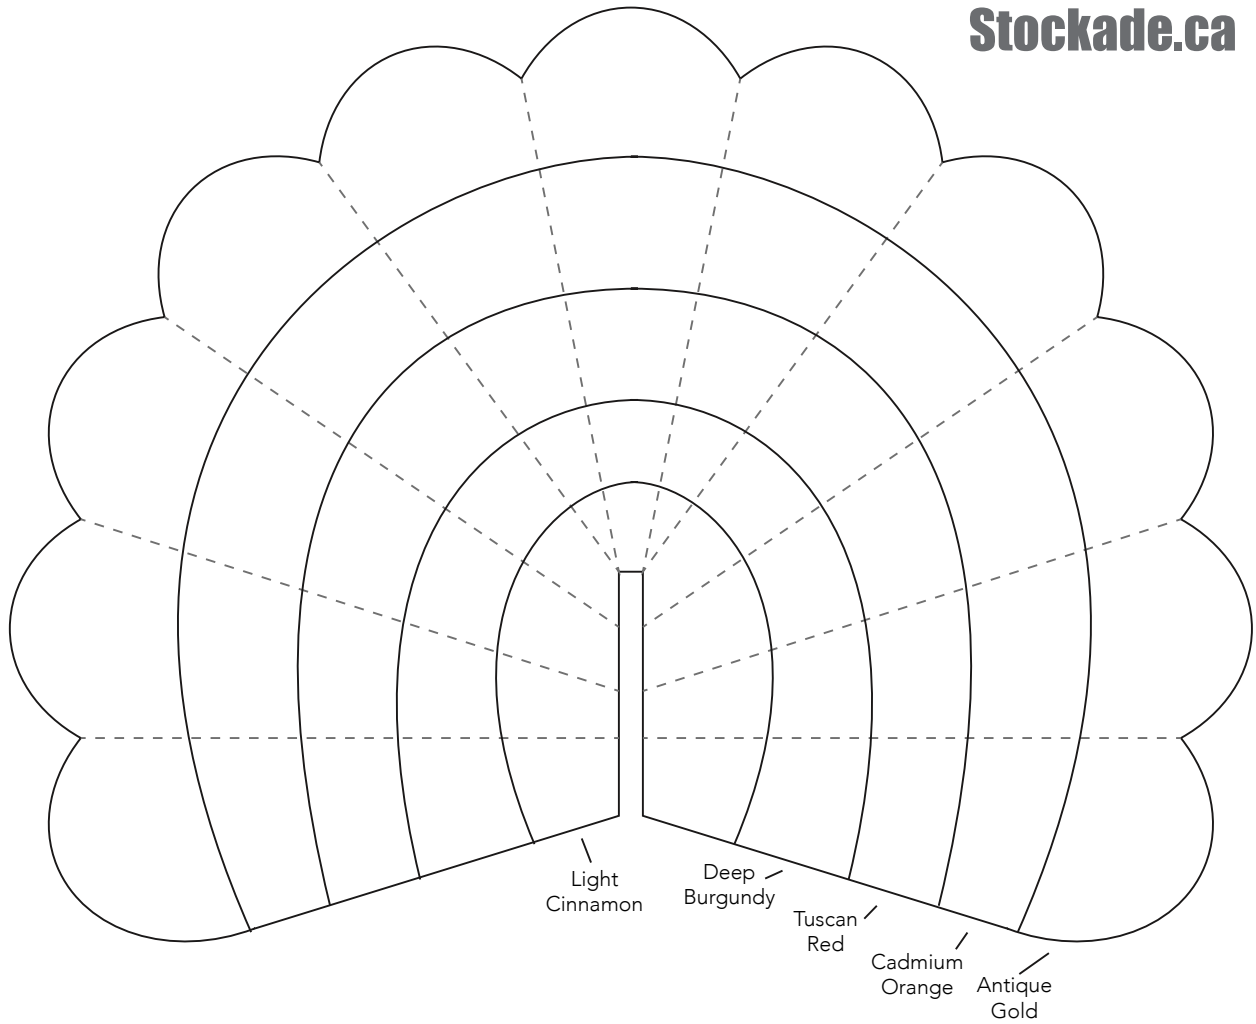 Stockade.ca
Light
Cinnamon
Deep
Burgundy
Tuscan
Red
Cadmium
Orange
Antique
Gold